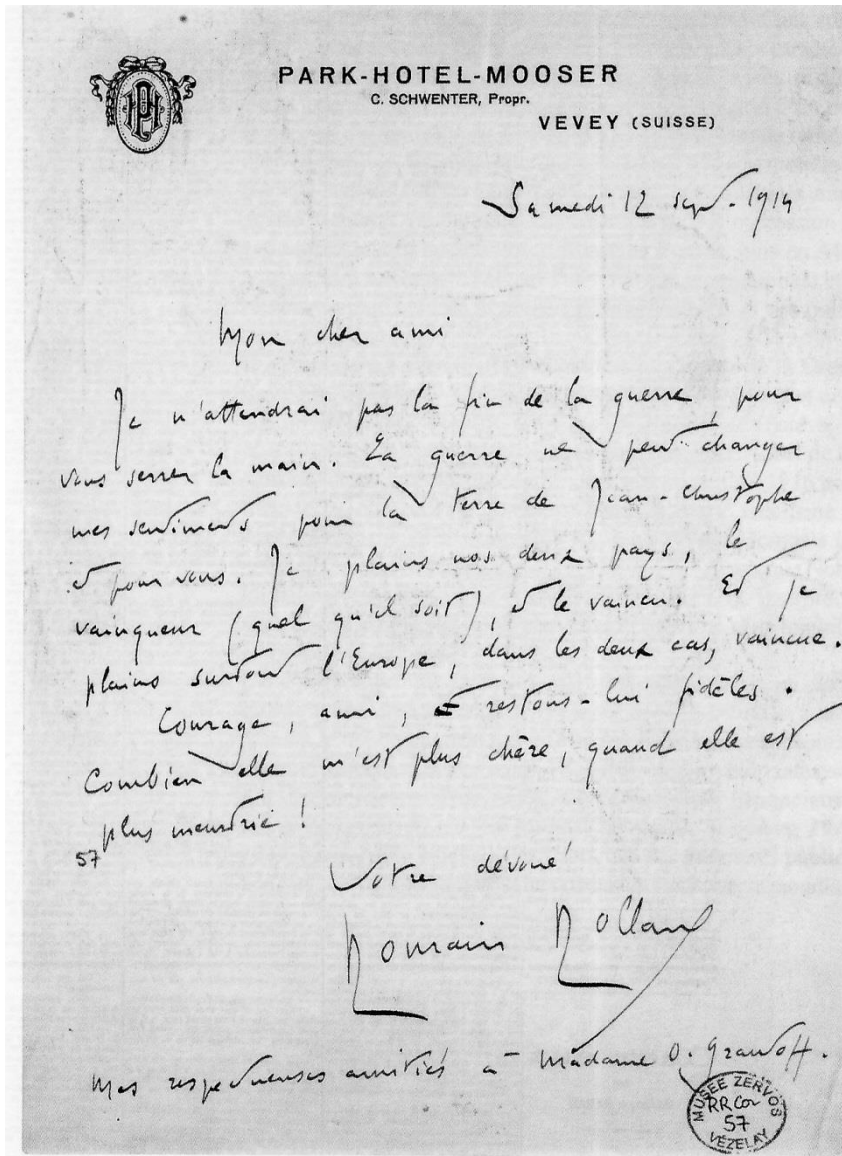 PH
PARK-HOTEL-MOOSER
C. SCHWENTER, Propr.
VEVEY (SUISSE)
Samedi 12 sept. 1914
Mon cher ami
Je n'attendrai pas la fin de la guerre, pour
vous serrer la main. La guerre ne peut changer
mes sentiments pour la terre de Jean-Christophe
et pour vous. Je plains nos deux pays, le
vainqueur (quel qu'il soit), et le vaincu. Et je
plains surtout l'Europe, dans les deux cas, vaincue.
Courage, ami, et restons-lui fidèles.
Combien elle m'est plus chère, quand elle est
plus meurtrie !
57
Votre dévoué
Romain Rolland
Mes respectueuses amitiés à Madame O. Grautoff.
MUSÉE ZERVOS
RR Cor
57
VÉZELAY